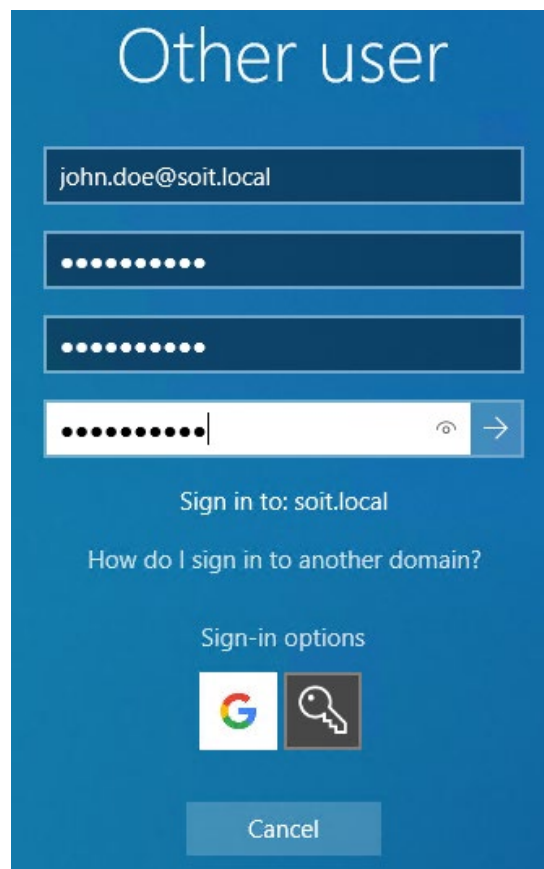 Other user
john.doe@soit.local
••••••••••
••••••••••
••••••••••
Sign in to: soit.local
How do I sign in to another domain?
Sign-in options
G
Cancel